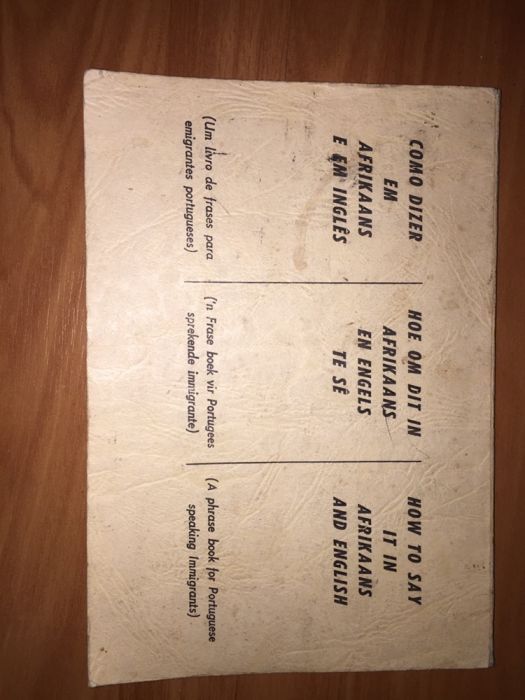 COMO DIZER
EM
AFRIKAANS
E EM INGLÊS
(Um livro de frases para
emigrantes portugueses)
HOE OM DIT IN
AFRIKAANS
EN ENGELS
TE SÊ
('n Frase boek vir Portugees
sprekende immigrante)
HOW TO SAY
IT IN
AFRIKAANS
AND ENGLISH
(A phrase book for Portuguese
speaking Immigrants)